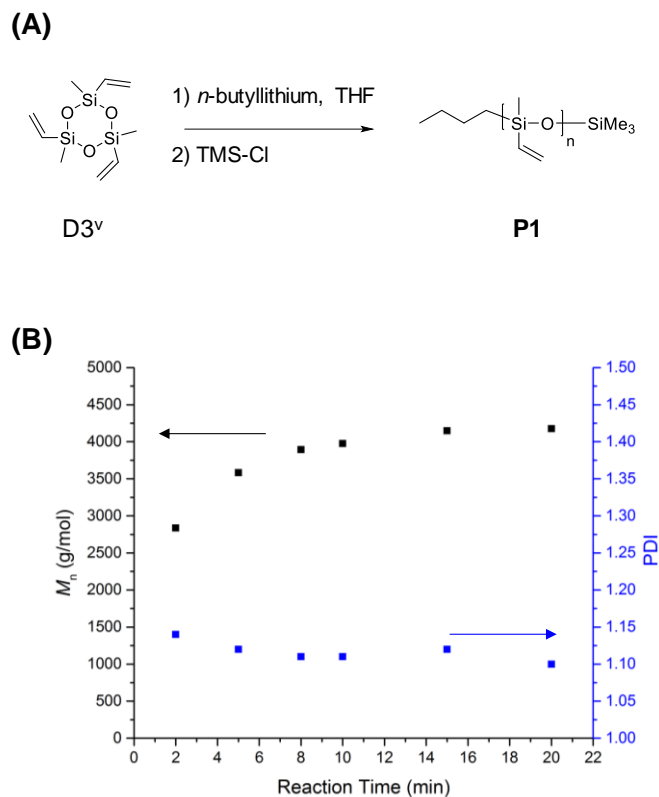 (A)
Si
O
O
Si
Si
O
D3ᵛ
1) n-butyllithium, THF
2) TMS-Cl
Si
O
n
SiMe₃
P1
(B)
5000
4500
4000
3500
3000
2500
2000
1500
1000
500
0
Mₙ (g/mol)
1.50
1.45
1.40
1.35
1.30
1.25
1.20
1.15
1.10
1.05
1.00
PDI
0 2 4 6 8 10 12 14 16 18 20 22
Reaction Time (min)